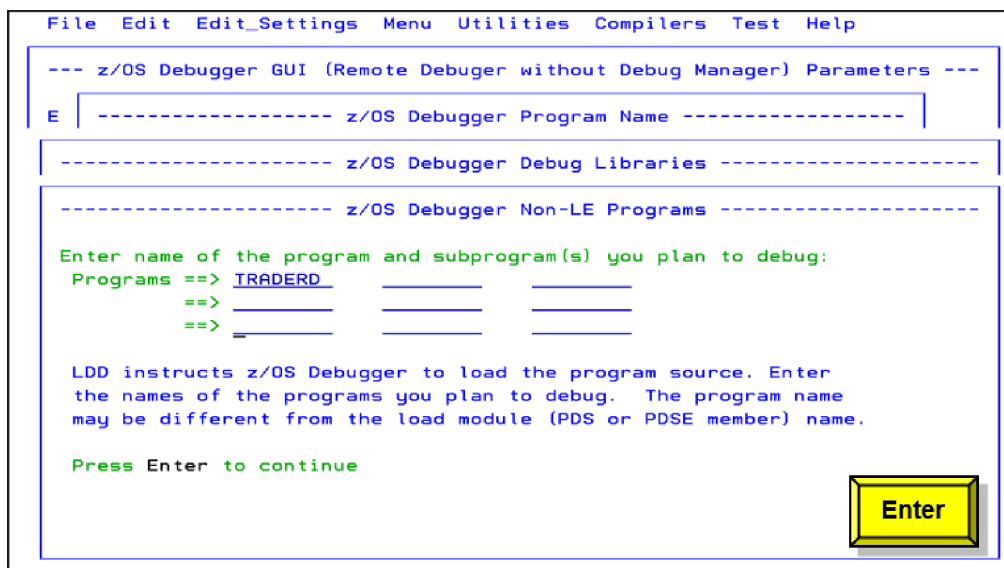 File Edit Edit_Settings Menu Utilities Compilers Test Help
--- z/OS Debugger GUI (Remote Debuger without Debug Manager) Parameters ---
E ------------------- z/OS Debugger Program Name ------------------
---------------------- z/OS Debugger Debug Libraries ---------------------
---------------------- z/OS Debugger Non-LE Programs ---------------------
Enter name of the program and subprogram(s) you plan to debug:
Programs ==> TRADERD
==>
==>
LDD instructs z/OS Debugger to load the program source. Enter
the names of the programs you plan to debug. The program name
may be different from the load module (PDS or PDSE member) name.
Press Enter to continue
Enter